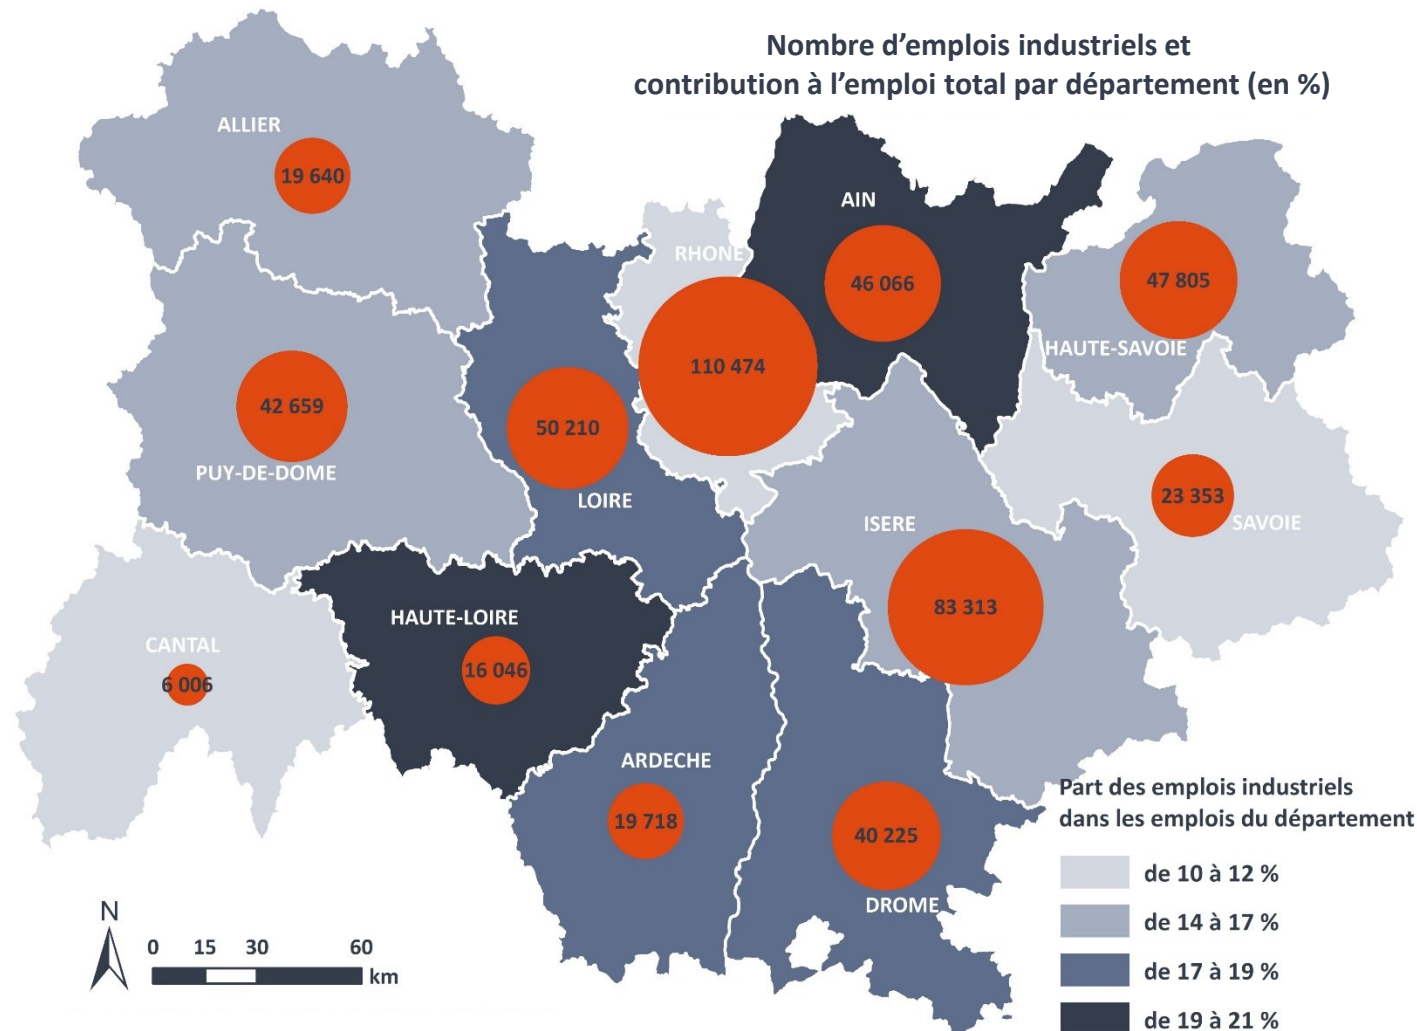 Nombre d’emplois industriels et
contribution à l’emploi total par département (en %)
ALLIER
19 640
AIN
46 066
RHONE
110 474
47 805
HAUTE-SAVOIE
42 659
PUY-DE-DOME
50 210
LOIRE
23 353
SAVOIE
ISERE
83 313
HAUTE-LOIRE
16 046
CANTAL
6 006
ARDECHE
19 718
40 225
DROME
Part des emplois industriels
dans les emplois du département
de 10 à 12 %
de 14 à 17 %
de 17 à 19 %
de 19 à 21 %
N
0 15 30 60
km